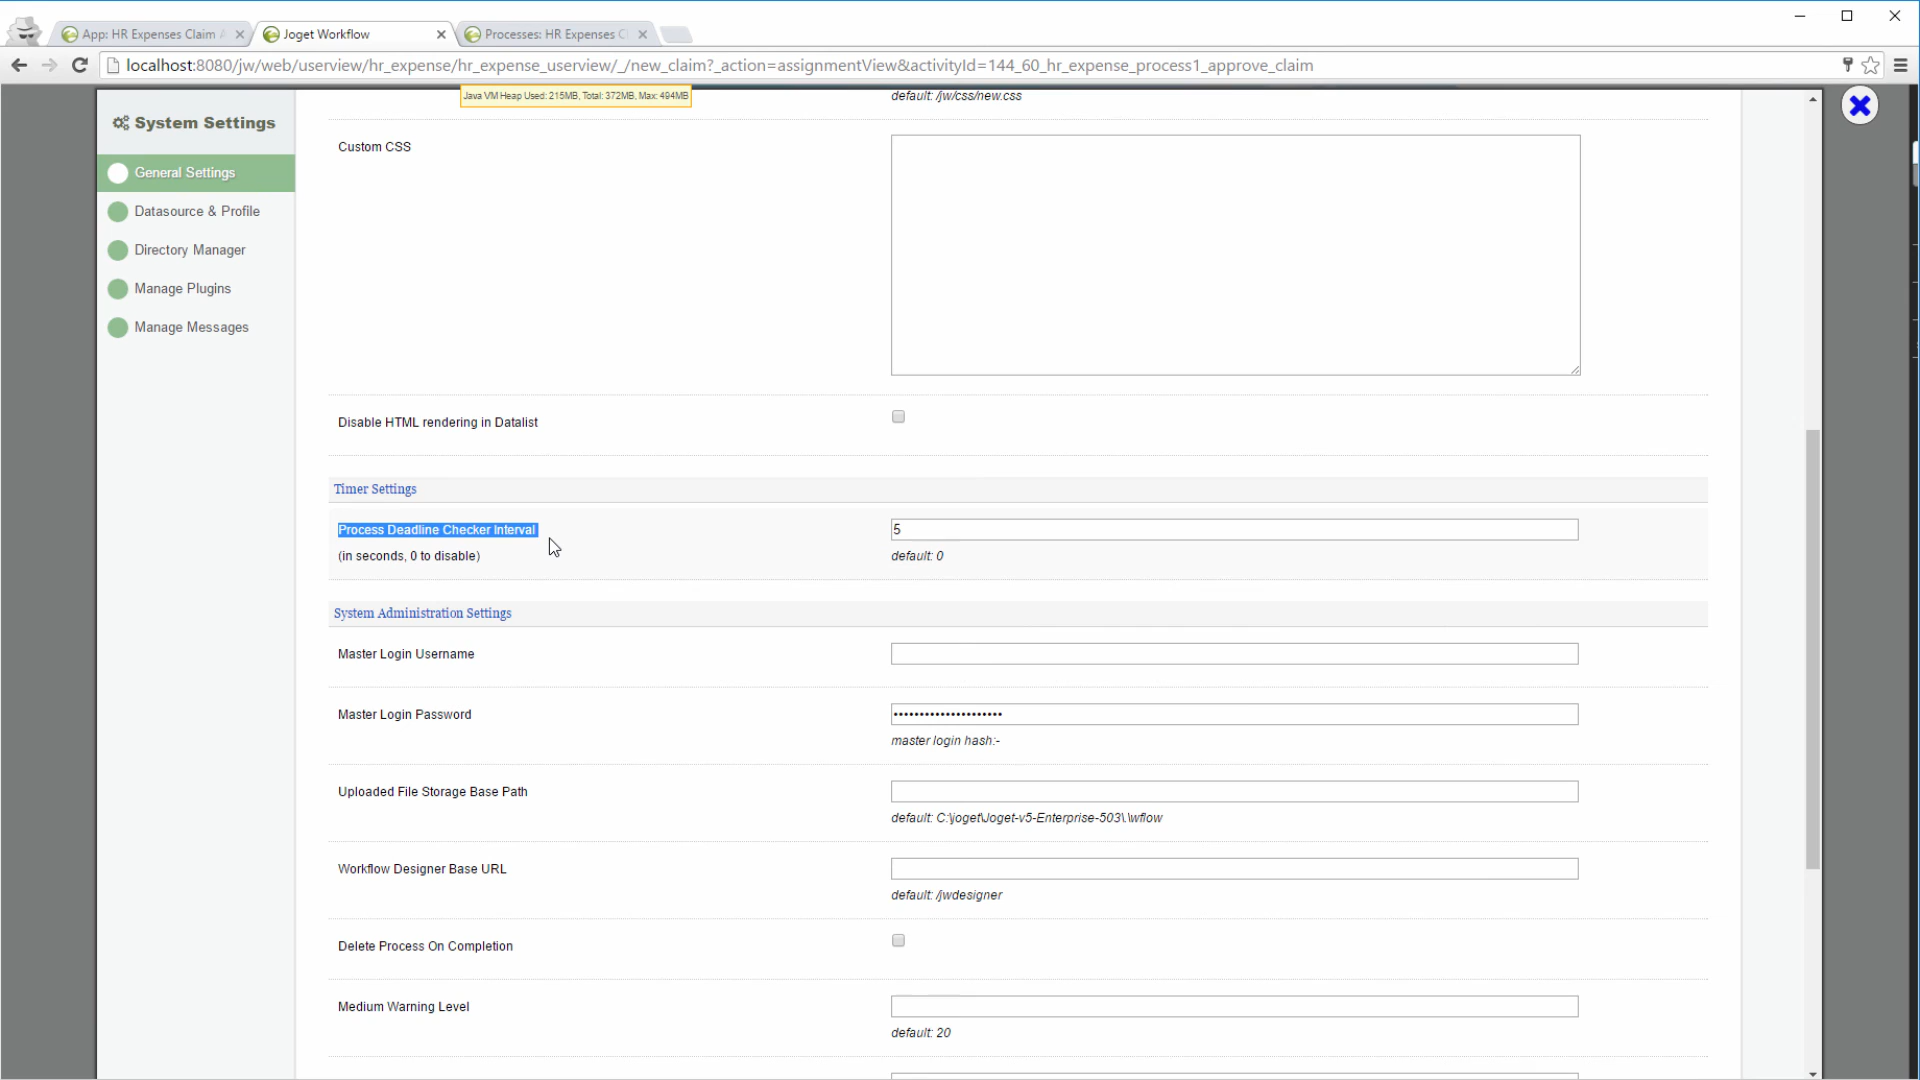 App: HR Expenses Claim
Joget Workflow
Processes: HR Expenses
localhost:8080/jw/web/userview/hr_expense/hr_expense_userview/_/new_claim?_action=assignmentView&activityId=144_60_hr_expense_process1_approve_claim
Java VM Heap Used: 215MB, Total: 372MB, Max: 494MB
System Settings
General Settings
Datasource & Profile
Directory Manager
Manage Plugins
Manage Messages
default: /jw/css/new.css
Custom CSS
Disable HTML rendering in Datalist
Timer Settings
Process Deadline Checker Interval
5
(in seconds, 0 to disable)
default: 0
System Administration Settings
Master Login Username
Master Login Password
•••••••••••••••••••••
master login hash:-
Uploaded File Storage Base Path
default: C:\joget\Joget-v5-Enterprise-503\.\wflow
Workflow Designer Base URL
default: /jwdesigner
Delete Process On Completion
Medium Warning Level
default: 20